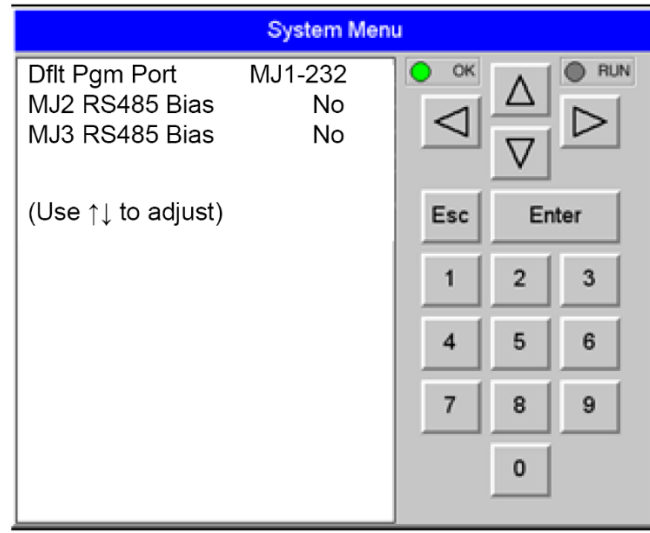 System Menu
Dflt Pgm Port MJ1-232
MJ2 RS485 Bias No
MJ3 RS485 Bias No
(Use ↑↓ to adjust)
OK
RUN
Esc Enter
1 2 3
4 5 6
7 8 9
0